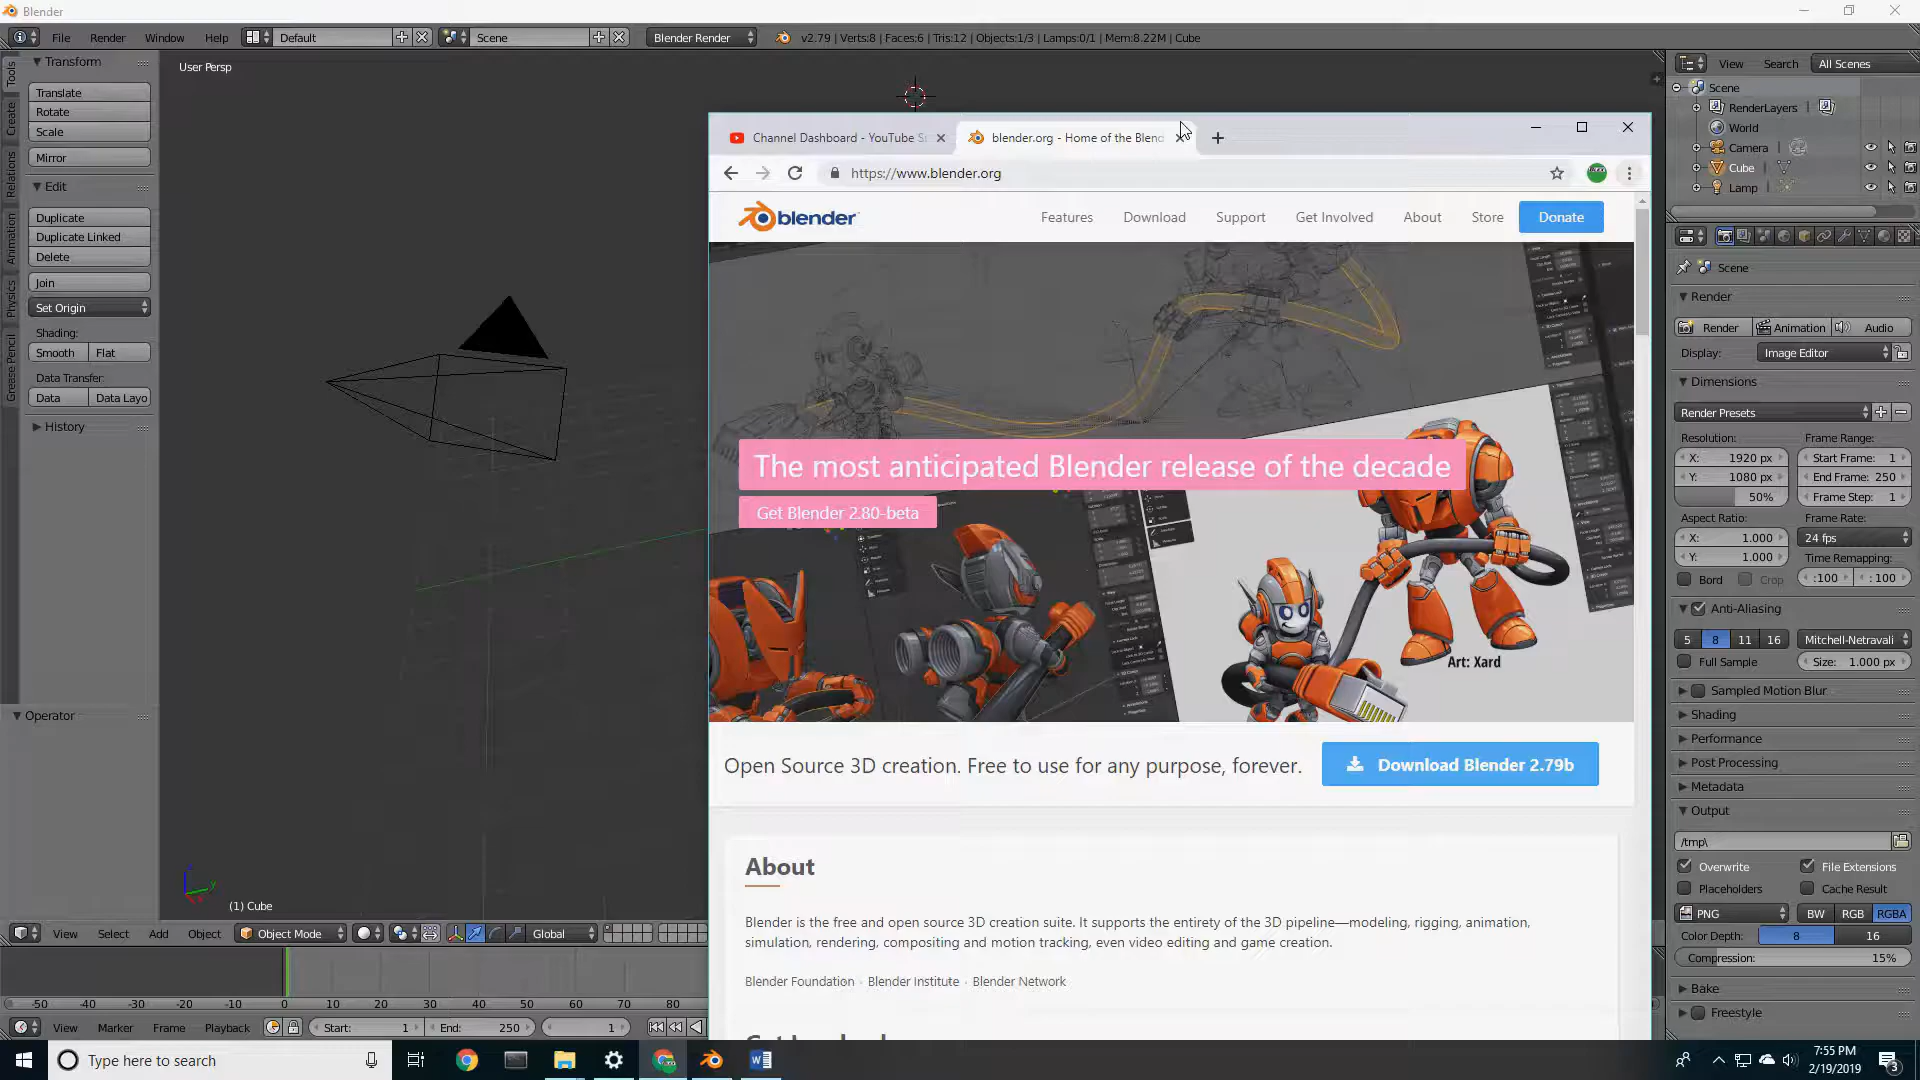 Blender
File Render Window Help Default Scene Blender Render v2.79 | Verts:8 | Faces:6 | Tris:12 | Objects:1/3 | Lamps:0/1 | Mem:8.22M | Cube
Tools
Create
Relations
Animation
Physics
Grease Pencil
Transform
Translate
Rotate
Scale
Mirror
Edit
Duplicate
Duplicate Linked
Delete
Join
Set Origin
Shading:
Smooth Flat
Data Transfer:
Data Data Layo
History
Operator
User Persp
(1) Cube
View Select Add Object Object Mode Global
-50 -40 -30 -20 -10 0 10 20 30 40 50 60 70 80
View Marker Frame Playback Start: 1 End: 250 1
Channel Dashboard - YouTube S
blender.org - Home of the Blend
https://www.blender.org
blender
Features Download Support Get Involved About Store Donate
The most anticipated Blender release of the decade
Get Blender 2.80-beta
Art: Xard
Open Source 3D creation. Free to use for any purpose, forever.
Download Blender 2.79b
About
Blender is the free and open source 3D creation suite. It supports the entirety of the 3D pipeline—modeling, rigging, animation,
simulation, rendering, compositing and motion tracking, even video editing and game creation.
Blender Foundation · Blender Institute · Blender Network
View Search All Scenes
Scene
RenderLayers
World
Camera
Cube
Lamp
Scene
Render
Render Animation Audio
Display: Image Editor
Dimensions
Render Presets
Resolution: Frame Range:
X: 1920 px Start Frame: 1
Y: 1080 px End Frame: 250
50% Frame Step: 1
Aspect Ratio: Frame Rate:
X: 1.000 24 fps
Y: 1.000 Time Remapping:
Bord Crop :100 : 100
Anti-Aliasing
5 8 11 16 Mitchell-Netravali
Full Sample Size: 1.000 px
Sampled Motion Blur
Shading
Performance
Post Processing
Metadata
Output
/tmp\
Overwrite File Extensions
Placeholders Cache Result
PNG BW RGB RGBA
Color Depth: 8 16
Compression: 15%
Bake
Freestyle
Type here to search
7:55 PM
2/19/2019
3